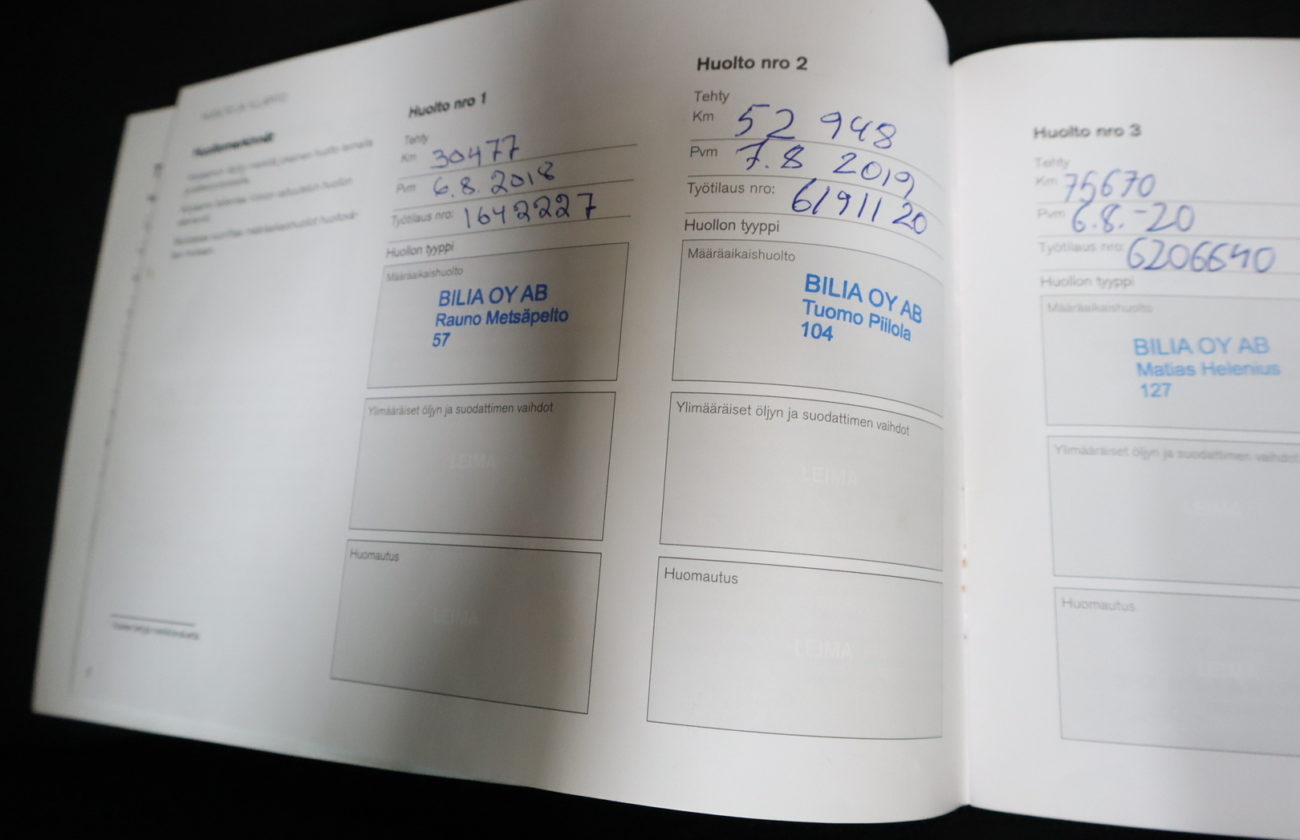 Huolto nro 1
Tehty
Km 30477
Pvm 6.8.2018
Työtilaus nro: 1642227
Huollon tyyppi
Määräaikaishuolto
BILIA OY AB
Rauno Metsäpelto
57
Ylimääräiset öljyn ja suodattimen vaihdot
LEIMA
Huomautus
LEIMA
Huolto nro 2
Tehty
Km 52 948
Pvm 7.8 2019
Työtilaus nro: 6191120
Huollon tyyppi
Määräaikaishuolto
BILIA OY AB
Tuomo Piilola
104
Ylimääräiset öljyn ja suodattimen vaihdot
LEIMA
Huomautus
LEIMA
Huolto nro 3
Tehty
Km 75670
Pvm 6.8.-20
Työtilaus nro: 6206640
Huollon tyyppi
Määräaikaishuolto
BILIA OY AB
Matias Helenius
127
Ylimääräiset öljyn ja suodattimen vaihdot
LEIMA
Huomautus
LEIMA